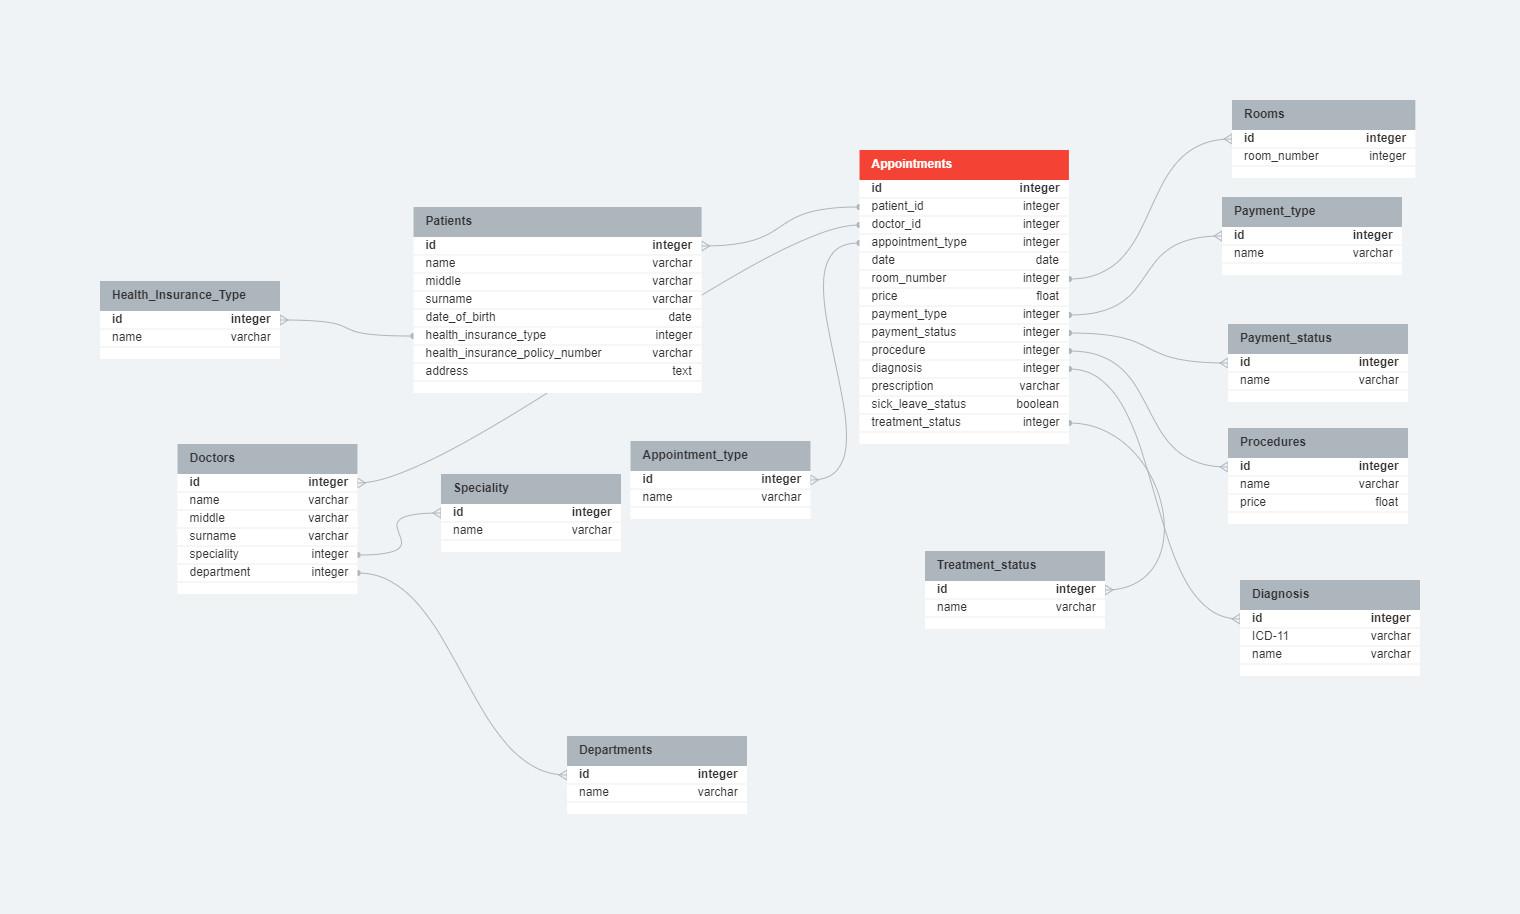 Rooms
id integer
room_number integer
Appointments
id integer
patient_id integer
doctor_id integer
appointment_type integer
date date
room_number integer
price float
payment_type integer
payment_status integer
procedure integer
diagnosis integer
prescription varchar
sick_leave_status boolean
treatment_status integer
Payment_type
id integer
name varchar
Patients
id integer
name varchar
middle varchar
surname varchar
date_of_birth date
health_insurance_type integer
health_insurance_policy_number varchar
address text
Health_Insurance_Type
id integer
name varchar
Payment_status
id integer
name varchar
Procedures
id integer
name varchar
price float
Doctors
id integer
name varchar
middle varchar
surname varchar
speciality integer
department integer
Speciality
id integer
name varchar
Appointment_type
id integer
name varchar
Treatment_status
id integer
name varchar
Diagnosis
id integer
ICD-11 varchar
name varchar
Departments
id integer
name varchar